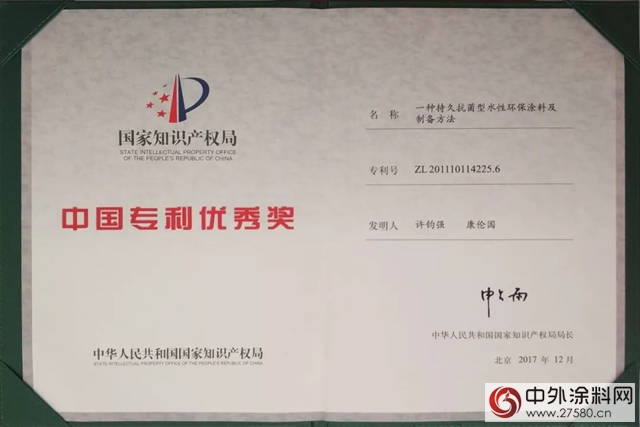 国家知识产权局
STATE INTELLECTUAL PROPERTY OFFICE
OF THE PEOPLE'S REPUBLIC OF CHINA
中国专利优秀奖
中华人民共和国国家知识产权局
STATE INTELLECTUAL PROPERTY OFFICE OF THE PEOPLE'S REPUBLIC OF CHINA
名 称 一种持久抗菌型水性环保涂料及
制备方法
专利号 ZL 201110114225.6
发明人 许钧强 康伦国
申长雨
中华人民共和国国家知识产权局局长
北京 2017 年 12 月
中外涂料网
www.27580.cn